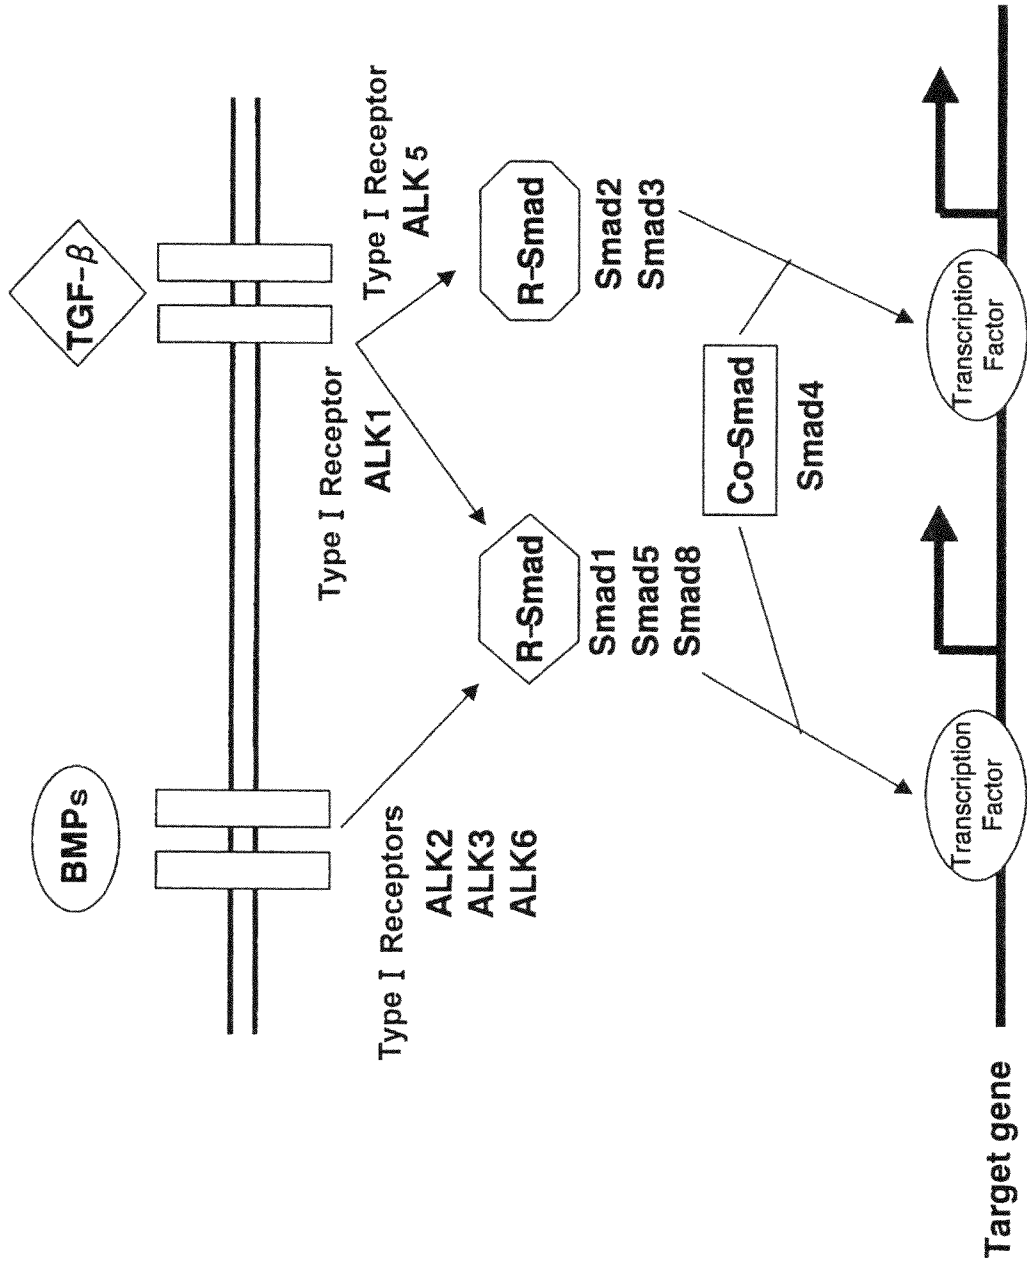 BMPs
TGF-β
Type I Receptors
ALK2
ALK3
ALK6
Type I Receptor
ALK1
Type I Receptor
ALK 5
R-Smad
Smad1
Smad5
Smad8
R-Smad
Smad2
Smad3
Co-Smad
Smad4
Transcription
Factor
Transcription
Factor
Target gene